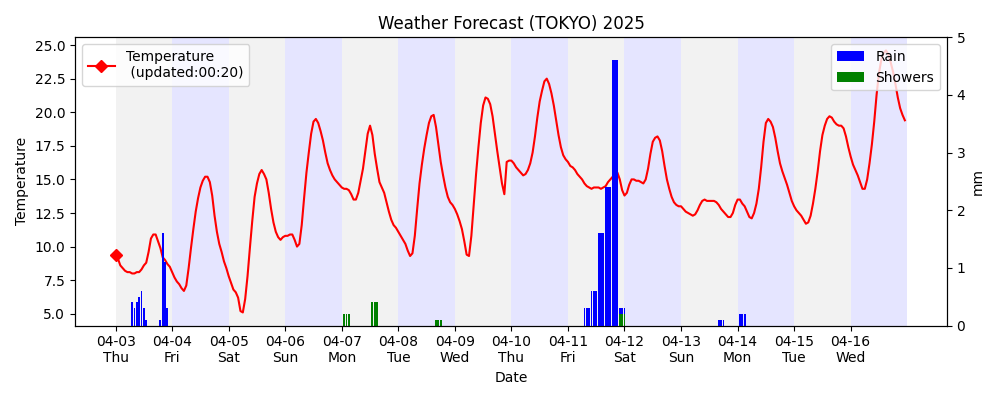 Weather Forecast (TOKYO) 2025
Temperature
(updated:00:20)
Rain
Showers
Temperature
25.0
22.5
20.0
17.5
15.0
12.5
10.0
7.5
5.0
5
4
3
2
1
0
mm
04-03 04-04 04-05 04-06 04-07 04-08 04-09 04-10 04-11 04-12 04-13 04-14 04-15 04-16
Thu Fri Sat Sun Mon Tue Wed Thu Fri Sat Sun Mon Tue Wed
Date